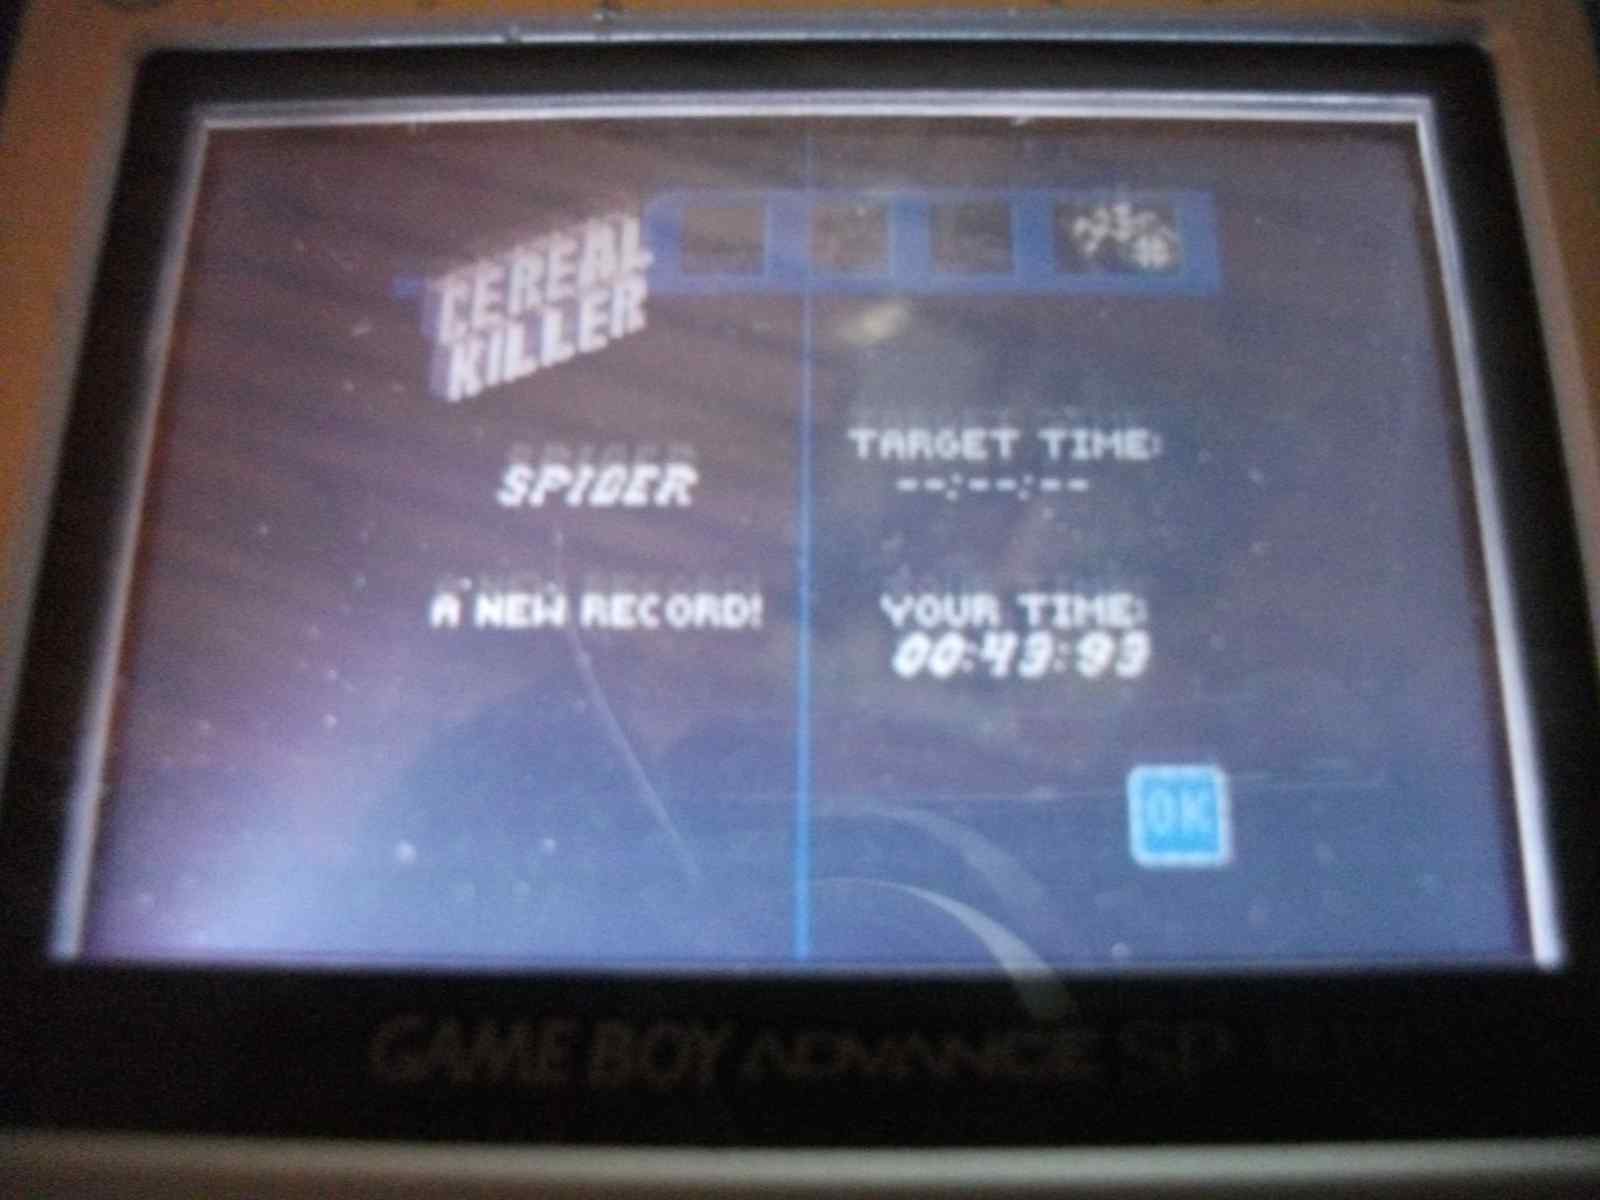 CEREAL
KILLER
SPIDER
A NEW RECORD!
TARGET TIME:
--:--:--
YOUR TIME:
00:43:93
OK
GAME BOY ADVANCE SP